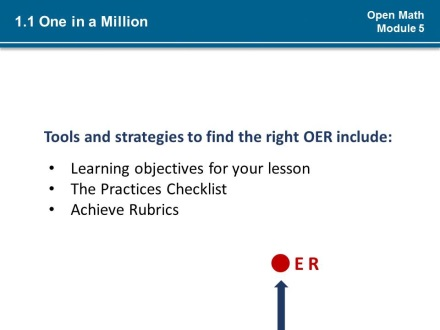 1.1 One in a Million
Open Math
Module 5
Tools and strategies to find the right OER include:
• Learning objectives for your lesson
• The Practices Checklist
• Achieve Rubrics
E R